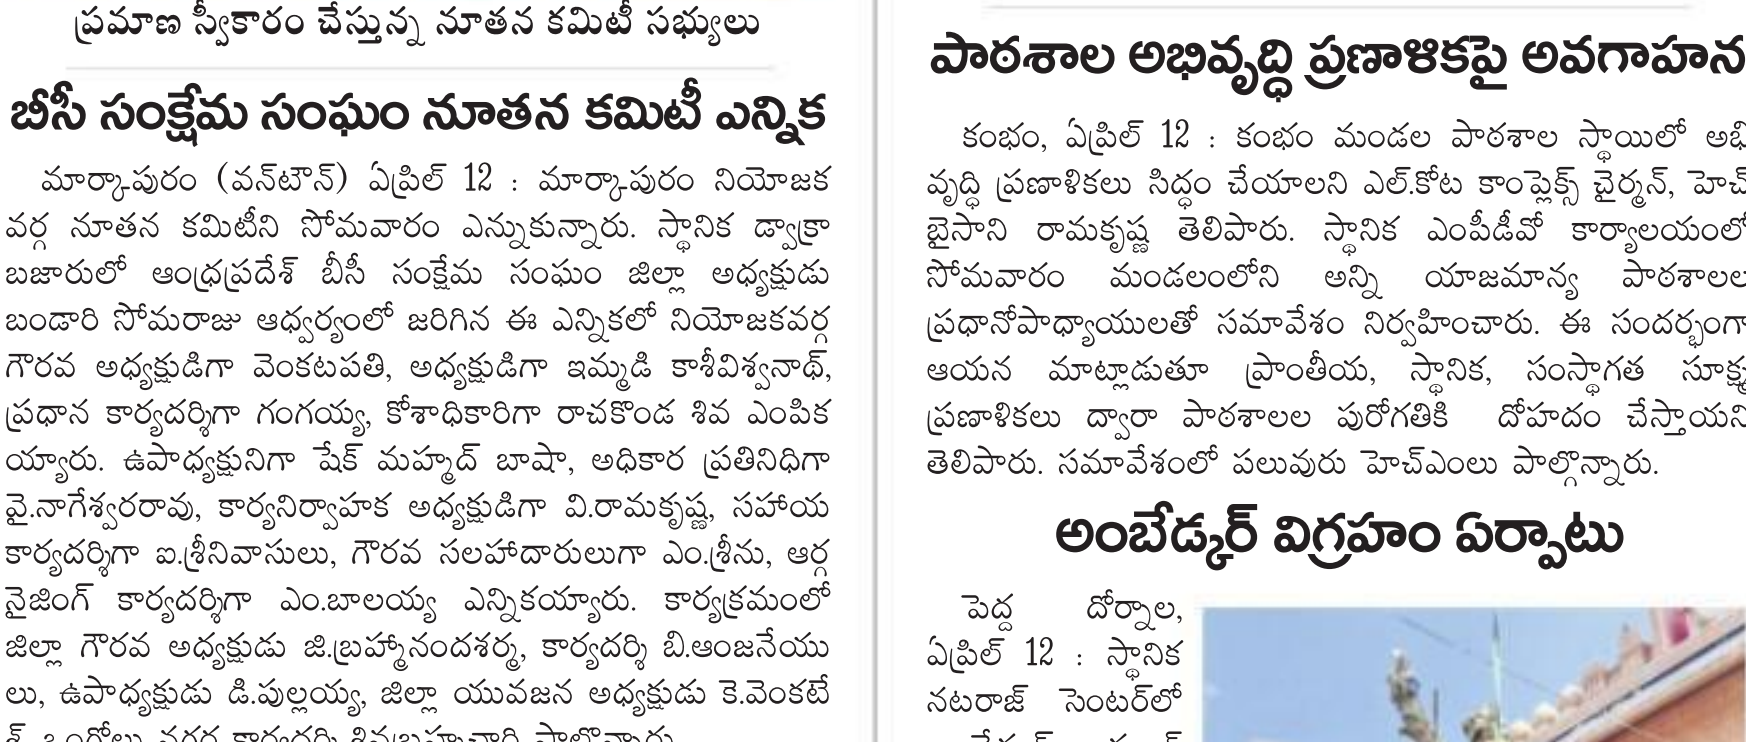 ప్రమాణ స్వీకారం చేస్తున్న నూతన కమిటీ సభ్యులు
బీసీ సంక్షేమ సంఘం నూతన కమిటీ ఎన్నిక
మార్కాపురం (వన్‌టౌన్) ఏప్రిల్ 12 : మార్కాపురం నియోజక
వర్గ నూతన కమిటీని సోమవారం ఎన్నుకున్నారు. స్థానిక డ్వాక్రా
బజారులో ఆంధ్రప్రదేశ్ బీసీ సంక్షేమ సంఘం జిల్లా అధ్యక్షుడు
బండారి సోమరాజు ఆధ్వర్యంలో జరిగిన ఈ ఎన్నికలో నియోజకవర్గ
గౌరవ అధ్యక్షుడిగా వెంకటపతి, అధ్యక్షుడిగా ఇమ్మడి కాశీవిశ్వనాథ్,
ప్రధాన కార్యదర్శిగా గంగయ్య, కోశాధికారిగా రాచకొండ శివ ఎంపిక
య్యారు. ఉపాధ్యక్షునిగా షేక్ మహ్మద్ బాషా, అధికార ప్రతినిధిగా
వై.నాగేశ్వరరావు, కార్యనిర్వాహక అధ్యక్షుడిగా వి.రామకృష్ణ, సహాయ
కార్యదర్శిగా ఐ.శ్రీనివాసులు, గౌరవ సలహాదారులుగా ఎం.శ్రీను, ఆర్గ
నైజింగ్ కార్యదర్శిగా ఎం.బాలయ్య ఎన్నికయ్యారు. కార్యక్రమంలో
జిల్లా గౌరవ అధ్యక్షుడు జి.బ్రహ్మానందశర్మ, కార్యదర్శి బి.ఆంజనేయు
లు, ఉపాధ్యక్షుడు డి.పుల్లయ్య, జిల్లా యువజన అధ్యక్షుడు కె.వెంకటే
శ్, ఒంగోలు నగర కార్యదర్శి శివబ్రహ్మచారి పాల్గొన్నారు.
పాఠశాల అభివృద్ధి ప్రణాళికపై అవగాహన
కంభం, ఏప్రిల్ 12 : కంభం మండల పాఠశాల స్థాయిలో అభి
వృద్ధి ప్రణాళికలు సిద్ధం చేయాలని ఎల్.కోట కాంప్లెక్స్ చైర్మన్, హెచ్
బైసాని రామకృష్ణ తెలిపారు. స్థానిక ఎంపీడీవో కార్యాలయంలో
సోమవారం మండలంలోని అన్ని యాజమాన్య పాఠశాలల
ప్రధానోపాధ్యాయులతో సమావేశం నిర్వహించారు. ఈ సందర్భంగా
ఆయన మాట్లాడుతూ ప్రాంతీయ, స్థానిక, సంస్థాగత సూక్ష్మ
ప్రణాళికలు ద్వారా పాఠశాలల పురోగతికి దోహదం చేస్తాయని
తెలిపారు. సమావేశంలో పలువురు హెచ్ఎంలు పాల్గొన్నారు.
అంబేడ్కర్ విగ్రహం ఏర్పాటు
పెద్ద దోర్నాల,
ఏప్రిల్ 12 : స్థానిక
నటరాజ్ సెంటర్‌లో